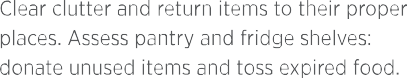 Clear clutter and return items to their proper
places. Assess pantry and fridge shelves:
donate unused items and toss expired food.